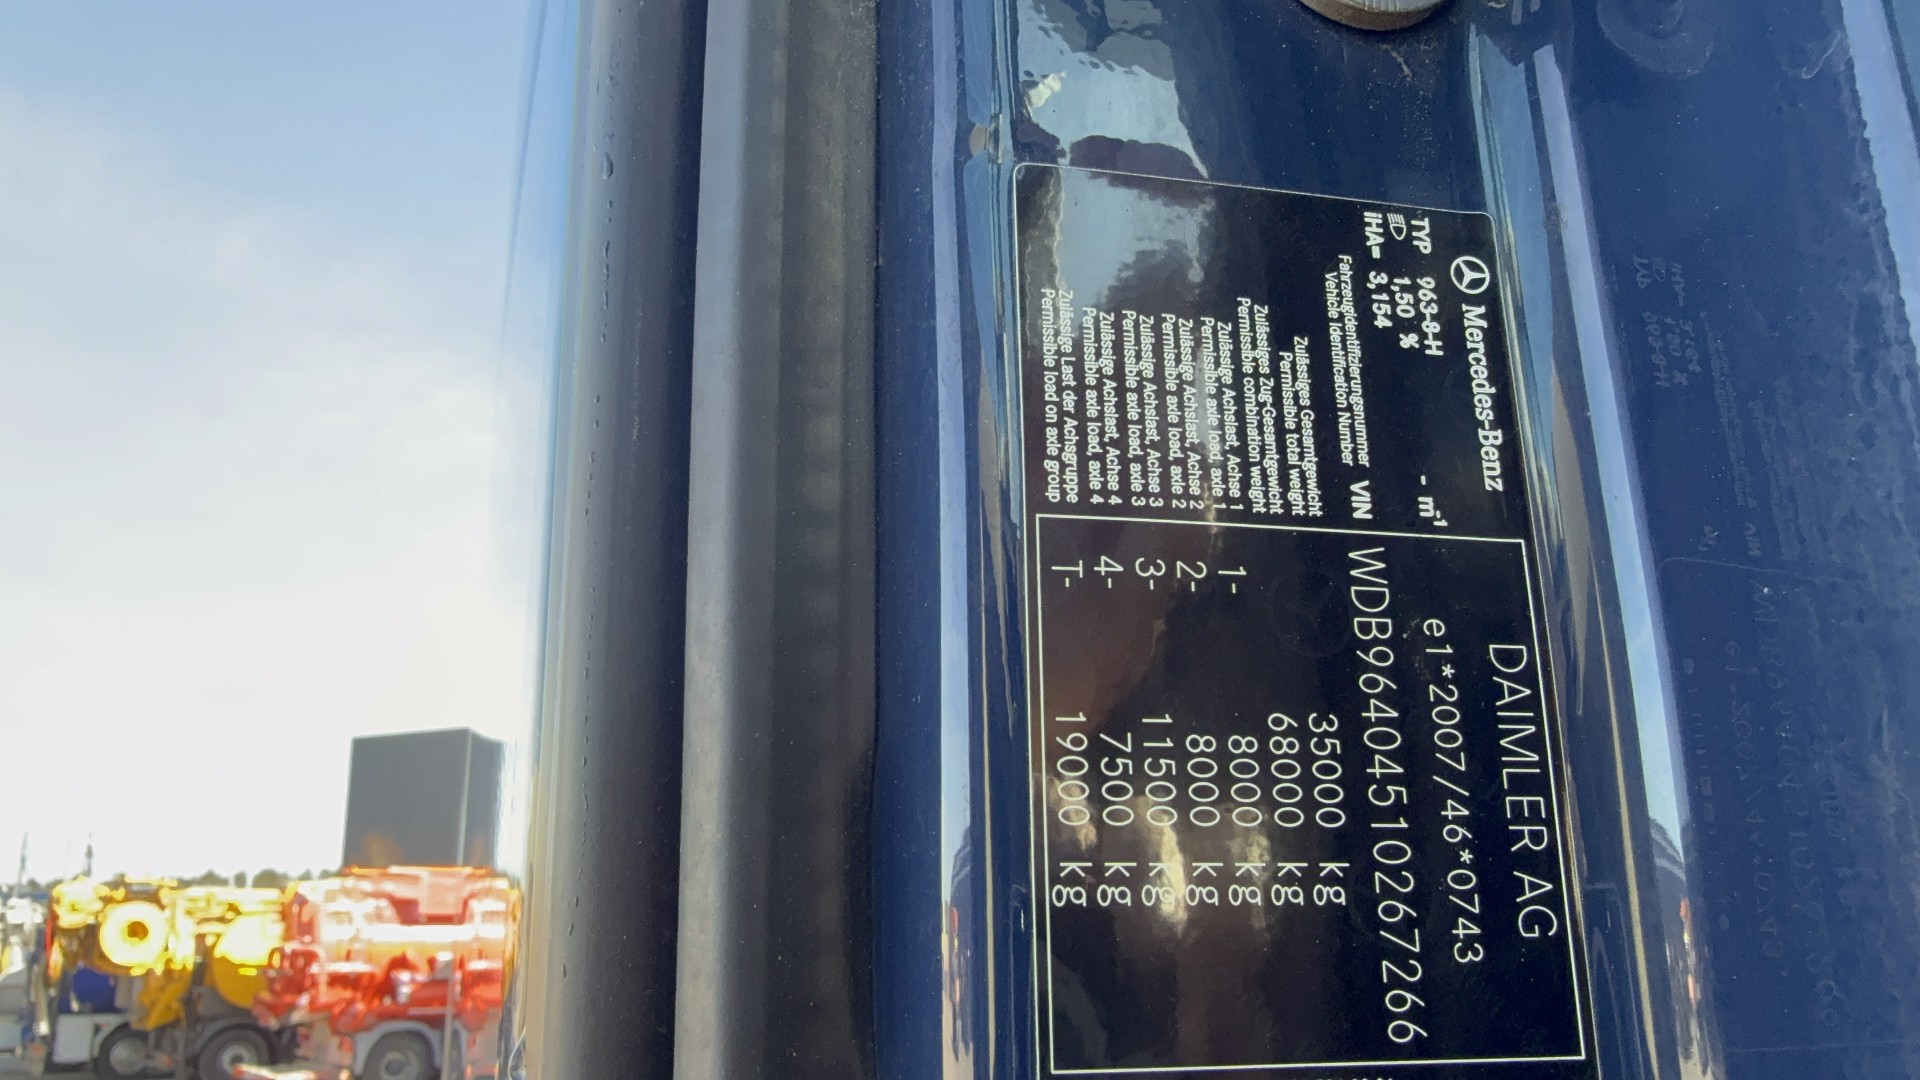 Mercedes-Benz
DAIMLER AG
TYP 963-8-H - m-1 e1*2007/46*0743
1,50 %
iHA= 3,154
Fahrzeugidentifizierungsnummer
Vehicle Identification Number VIN WDB96404510267266
Zulässiges Gesamtgewicht
Permissible total weight 35000 kg
Zulässiges Zug-Gesamtgewicht
Permissible combination weight 68000 kg
Zulässige Achslast, Achse 1
Permissible axle load, axle 1 1- 8000 kg
Zulässige Achslast, Achse 2
Permissible axle load, axle 2 2- 8000 kg
Zulässige Achslast, Achse 3
Permissible axle load, axle 3 3- 11500 kg
Zulässige Achslast, Achse 4
Permissible axle load, axle 4 4- 7500 kg
Zulässige Last der Achsgruppe
Permissible load on axle group T- 19000 kg